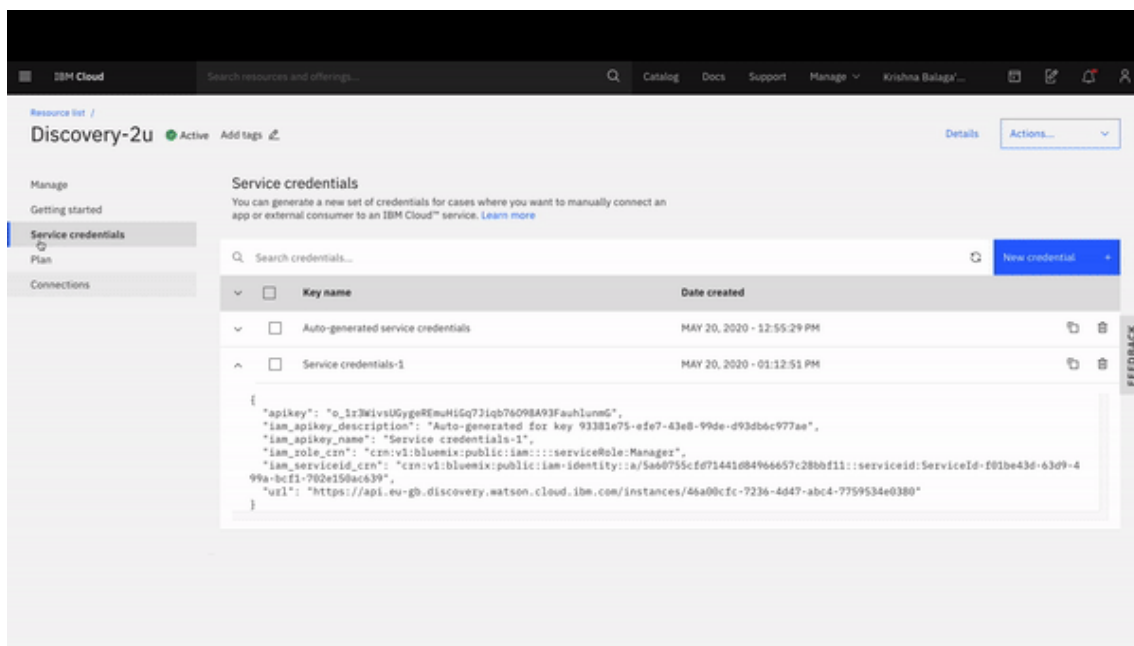 IBM Cloud
Search resources and offerings...
Catalog Docs Support Manage Krishna Balaga'...
Resource list /
Discovery-2u Active Add tags
Details Actions...
Manage
Getting started
Service credentials
Plan
Connections
Service credentials
You can generate a new set of credentials for cases where you want to manually connect an
app or external consumer to an IBM Cloud™ service. Learn more
Search credentials...
New credential +
Key name Date created
Auto-generated service credentials MAY 20, 2020 - 12:55:29 PM
Service credentials-1 MAY 20, 2020 - 01:12:51 PM
{
"apikey": "o_1r3WivsUGygeREmuHiGq7Jiqb76O98A93FauhlunmG",
"iam_apikey_description": "Auto-generated for key 93381e75-efe7-43e8-99de-d93db6c977ae",
"iam_apikey_name": "Service credentials-1",
"iam_role_crn": "crn:v1:bluemix:public:iam::::serviceRole:Manager",
"iam_serviceid_crn": "crn:v1:bluemix:public:iam-identity::a/5a60755cfd71441d84966657c28bbf11::serviceid:ServiceId-f01be43d-63d9-4
99a-bcf1-702e150ac639",
"url": "https://api.eu-gb.discovery.watson.cloud.ibm.com/instances/46a00cfc-7236-4d47-abc4-7759534e0380"
}
FEEDBACK